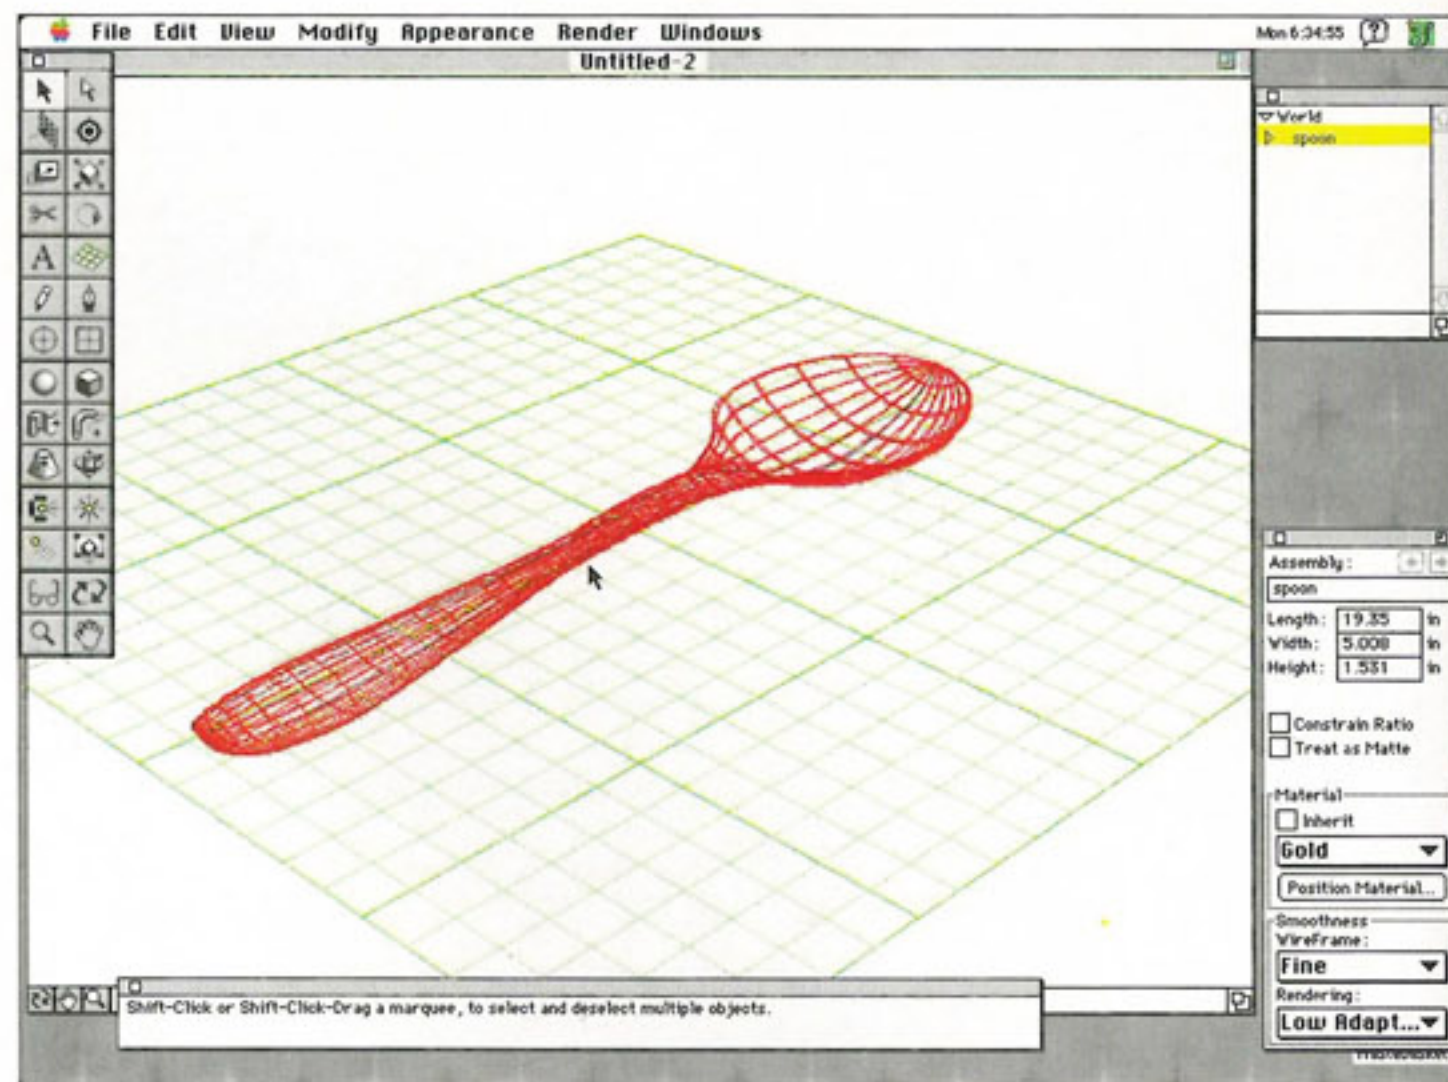 File Edit View Modify Appearance Render Windows
Mon 6:34:55
Untitled-2
World
spoon
A
Assembly:
spoon
Length: 19.35 in
Width: 5.008 in
Height: 1.531 in
Constrain Ratio
Treat as Matte
Material
Inherit
Gold
Position Material...
Smoothness
WireFrame:
Fine
Rendering:
Low Adapt...
Shift-Click or Shift-Click-Drag a marquee, to select and deselect multiple objects.